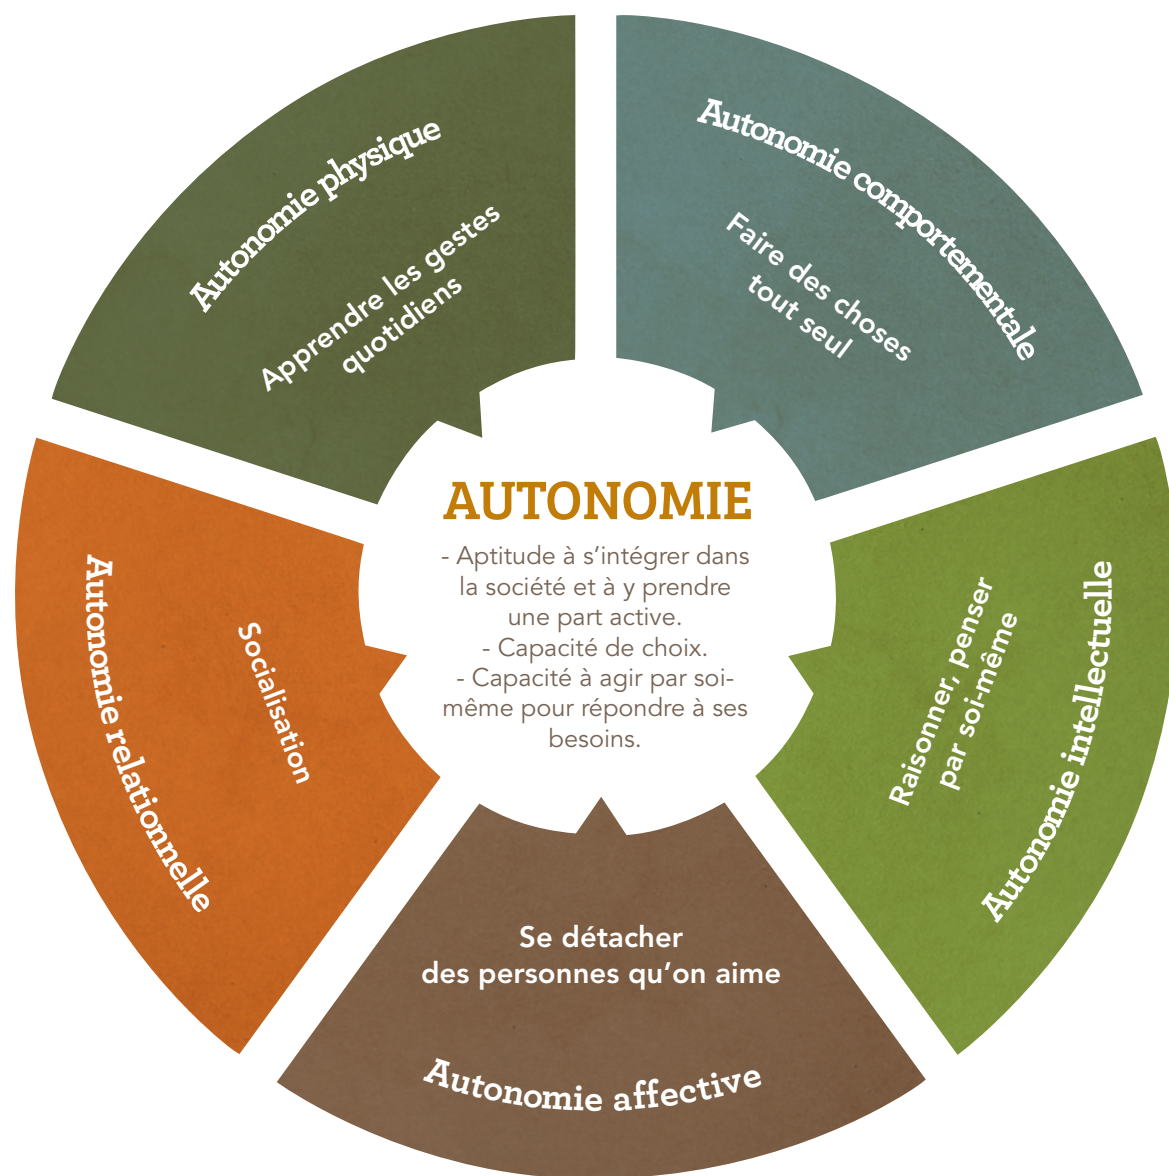 Autonomie physique
Apprendre les gestes
quotidiens
Autonomie comportementale
Faire des choses
tout seul
AUTONOMIE
- Aptitude à s’intégrer dans
la société et à y prendre
une part active.
- Capacité de choix.
- Capacité à agir par soi-
même pour répondre à ses
besoins.
Autonomie intellectuelle
Raisonner, penser
par soi-même
Autonomie relationnelle
Socialisation
Se détacher
des personnes qu’on aime
Autonomie affective